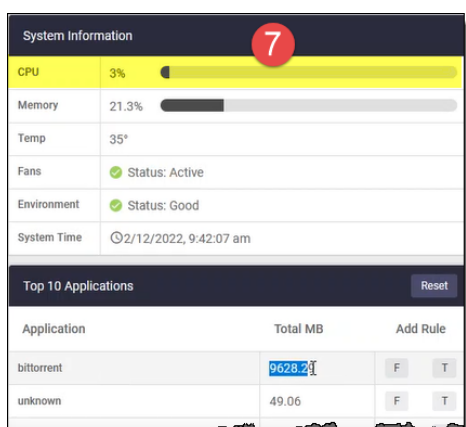 System Information
7
CPU 3%
Memory 21.3%
Temp 35°
Fans Status: Active
Environment Status: Good
System Time 2/12/2022, 9:42:07 am
Top 10 Applications Reset
Application Total MB Add Rule
bittorrent 9628.29 F T
unknown 49.06 F T